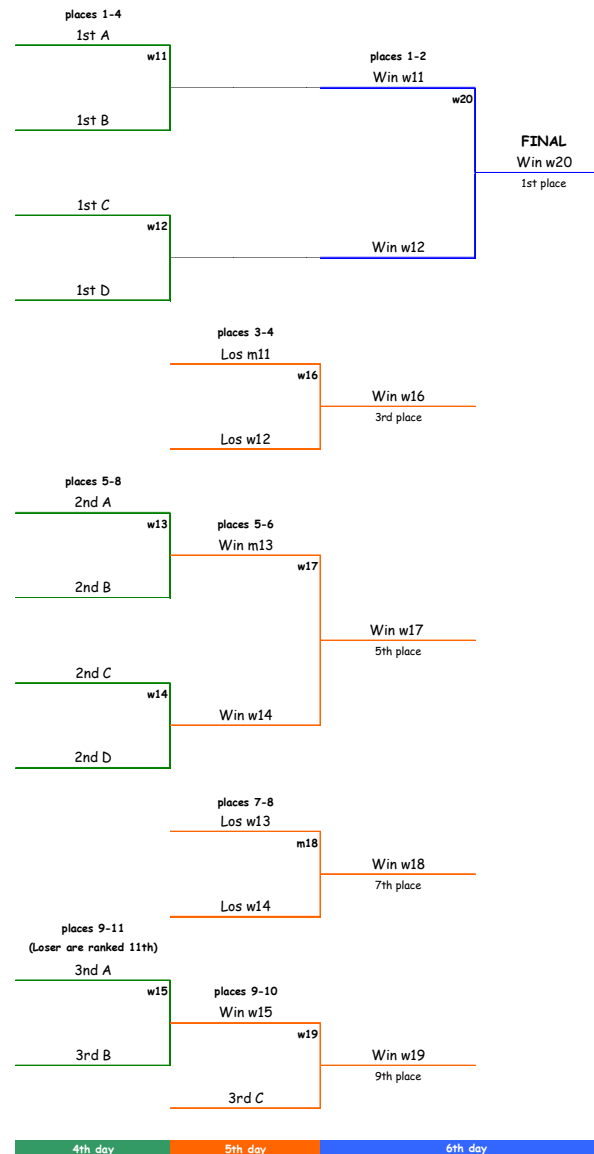 places 1-4
1st A
w11
places 1-2
Win w11
w20
1st B
FINAL
Win w20
1st place
1st C
w12
Win w12
1st D
places 3-4
Los m11
w16
Win w16
3rd place
Los w12
places 5-8
2nd A
w13
places 5-6
Win m13
w17
2nd B
Win w17
5th place
2nd C
w14
Win w14
2nd D
places 7-8
Los w13
m18
Win w18
7th place
Los w14
places 9-11
(Loser are ranked 11th)
3nd A
w15
places 9-10
Win w15
w19
3rd B
Win w19
9th place
3rd C
4th day
5th day
6th day